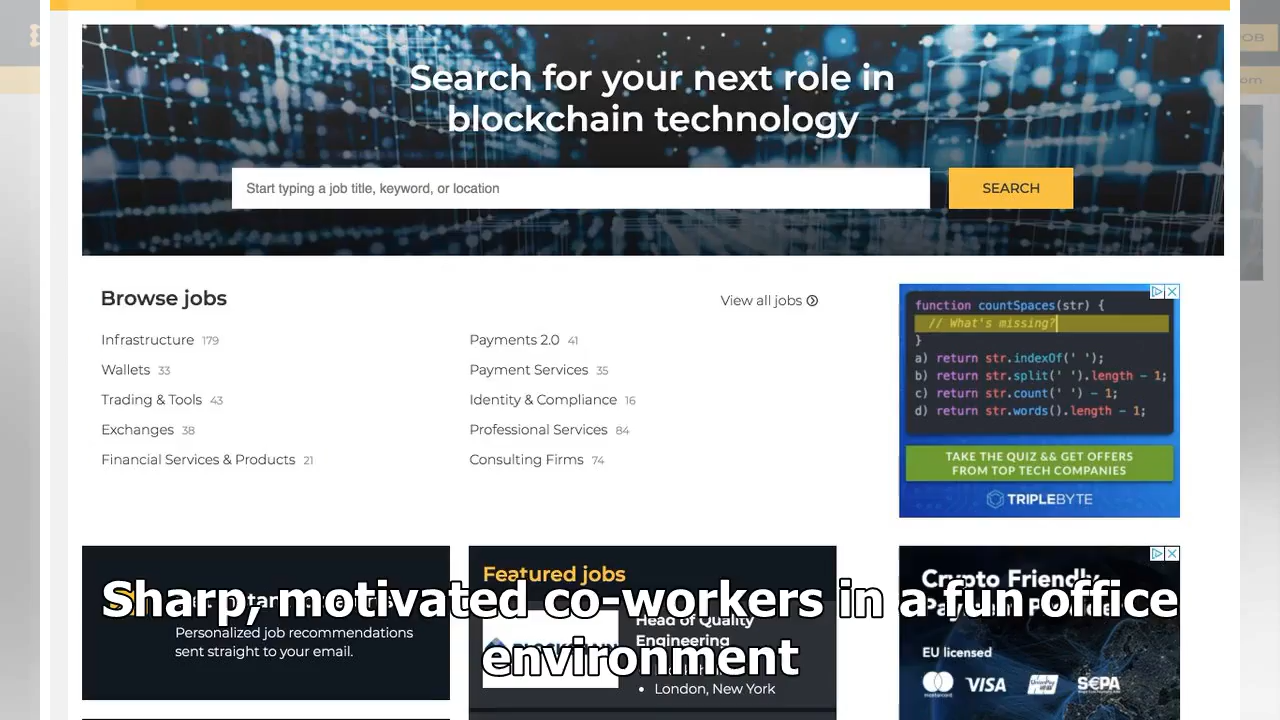 Search for your next role in
blockchain technology
Start typing a job title, keyword, or location
SEARCH
Browse jobs
View all jobs
Infrastructure 179
Wallets 33
Trading & Tools 43
Exchanges 38
Financial Services & Products 21
Payments 2.0 41
Payment Services 35
Identity & Compliance 16
Professional Services 84
Consulting Firms 74
function countSpaces(str) {
// What's missing?
}
a) return str.indexOf(' ');
b) return str.split(' ').length - 1;
c) return str.count(' ') - 1;
d) return str.words().length - 1;
TAKE THE QUIZ && GET OFFERS
FROM TOP TECH COMPANIES
TRIPLEBYTE
Personalized job recommendations
sent straight to your email.
Featured jobs
Head of Quality
Engineering
London, New York
Crypto Friendly
EU licensed
mastercard
VISA
UnionPay
SEPA
Sharp, motivated co-workers in a fun office
environment